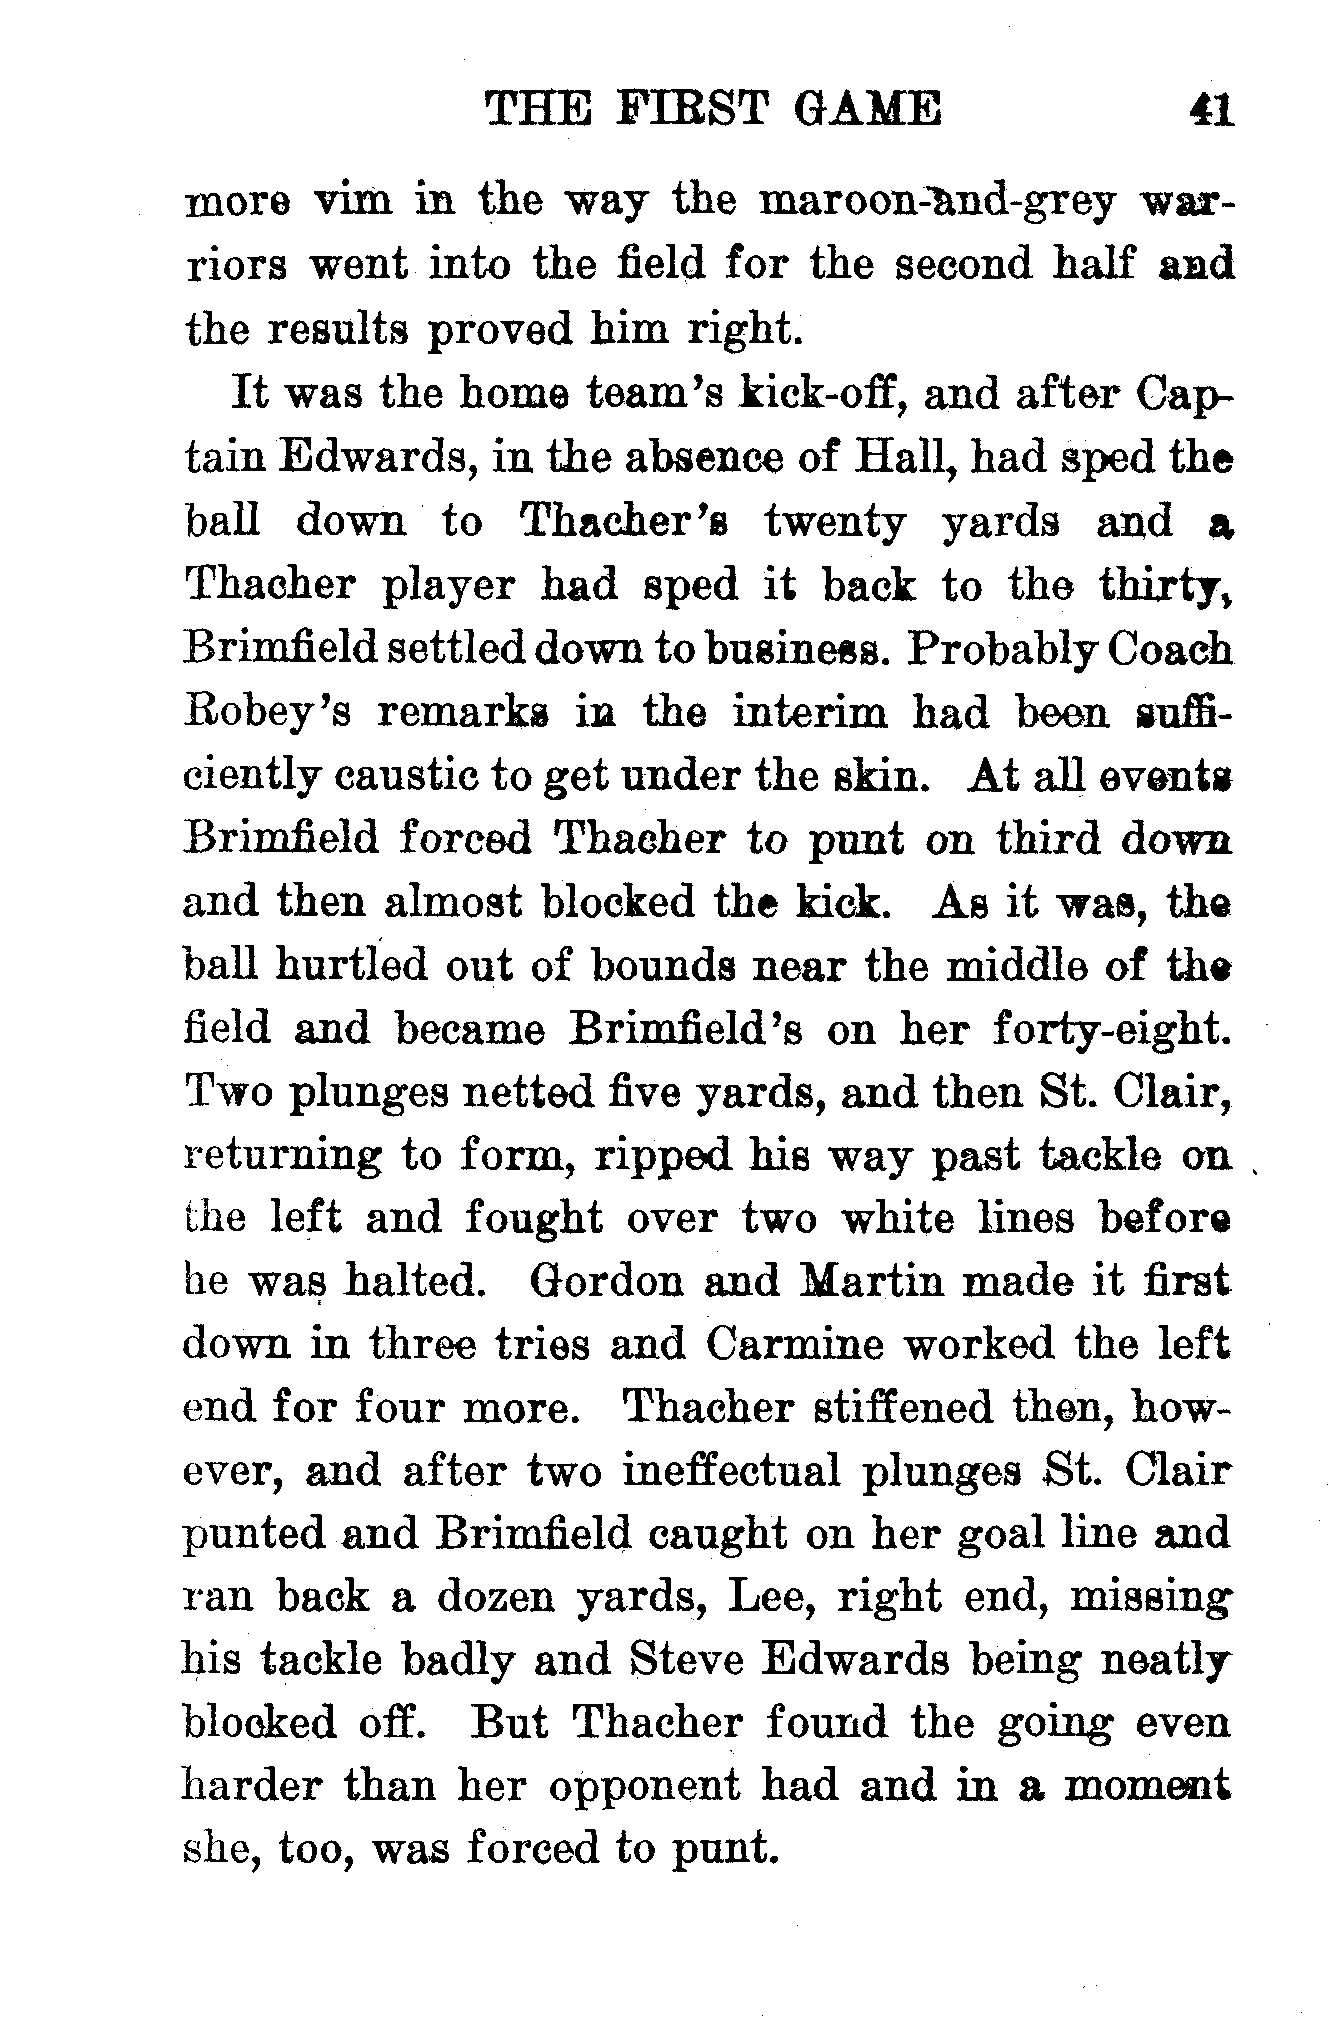 THE FIRST GAME 41
more vim in the way the maroon-and-grey war-
riors went into the field for the second half and
the results proved him right.
It was the home team's kick-off, and after Cap-
tain Edwards, in the absence of Hall, had sped the
ball down to Thacher's twenty yards and a
Thacher player had sped it back to the thirty,
Brimfield settled down to business. Probably Coach
Robey's remarks in the interim had been suffi-
ciently caustic to get under the skin. At all events
Brimfield forced Thacher to punt on third down
and then almost blocked the kick. As it was, the
ball hurtled out of bounds near the middle of the
field and became Brimfield's on her forty-eight.
Two plunges netted five yards, and then St. Clair,
returning to form, ripped his way past tackle on
the left and fought over two white lines before
he was halted. Gordon and Martin made it first
down in three tries and Carmine worked the left
end for four more. Thacher stiffened then, how-
ever, and after two ineffectual plunges St. Clair
punted and Brimfield caught on her goal line and
ran back a dozen yards, Lee, right end, missing
his tackle badly and Steve Edwards being neatly
blocked off. But Thacher found the going even
harder than her opponent had and in a moment
she, too, was forced to punt.